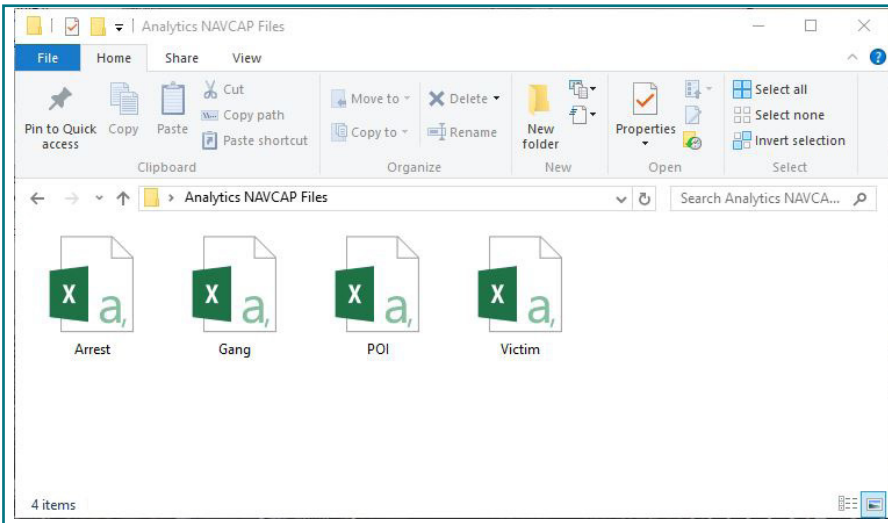 Analytics NAVCAP Files
File Home Share View
Pin to Quick access
Copy
Paste
Cut
Copy path
Paste shortcut
Clipboard
Move to
Copy to
Delete
Rename
Organize
New folder
New
Properties
Open
Select all
Select none
Invert selection
Select
Analytics NAVCAP Files
Search Analytics NAVCA...
X a,
X a,
X a,
X a,
Arrest Gang POI Victim
4 items